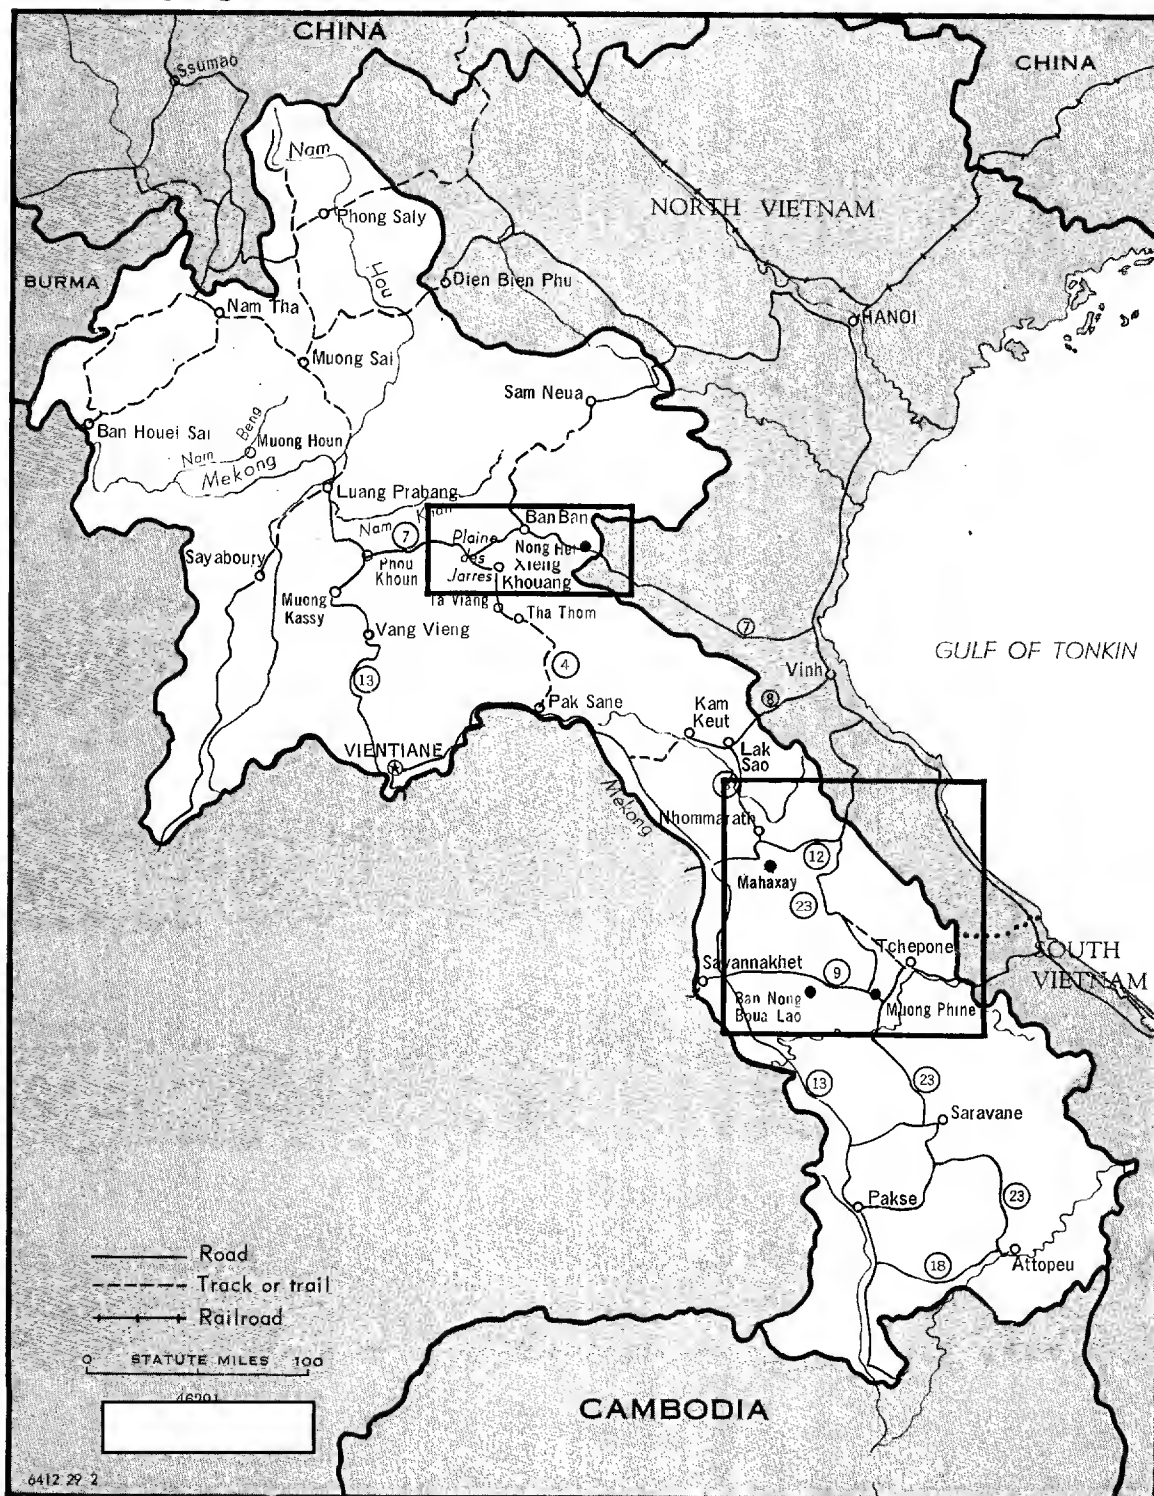 CHINA
CHINA
Ssumao
Nam
Phong Saly
NORTH VIETNAM
Hou
BURMA
Dien Bien Phu
Nam Tha
HANOI
Muong Sai
Sam Neua
Ban Houei Sai
Beng
Muong Houn
Nam
Mekong
Luang Prabang
Nam Khan
Ban Ban
7
Plaine
des
Jarres
Nong Het
Xieng
Khouang
Sayaboury
Phou
Khoun
Muong
Kassy
Ta Viang
Tha Thom
Vang Vieng
7
GULF OF TONKIN
4
Vinh
13
8
Pak Sane
Kam
Keut
Lak
Sao
VIENTIANE
Mekong
Nhommarath
12
Mahaxay
23
Tchepone
SOUTH
VIETNAM
Savannakhet
9
Ban Nong
Boua Lao
Muong Phine
13
23
Saravane
Pakse
23
Attopeu
18
Road
Track or trail
Railroad
0 STATUTE MILES 100
46291
CAMBODIA
6412 29 2